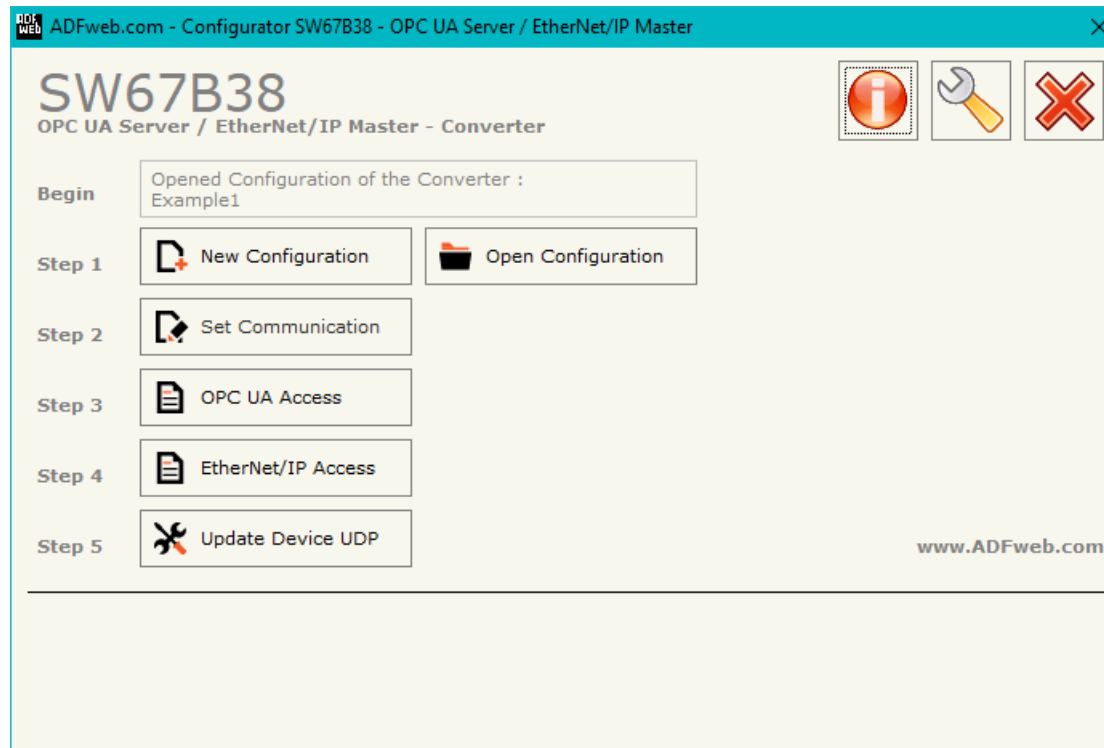 ADF
WEB
ADFweb.com - Configurator SW67B38 - OPC UA Server / EtherNet/IP Master
SW67B38
OPC UA Server / EtherNet/IP Master - Converter
Begin
Opened Configuration of the Converter :
Example1
Step 1
New Configuration
Open Configuration
Step 2
Set Communication
Step 3
OPC UA Access
Step 4
EtherNet/IP Access
Step 5
Update Device UDP
www.ADFweb.com